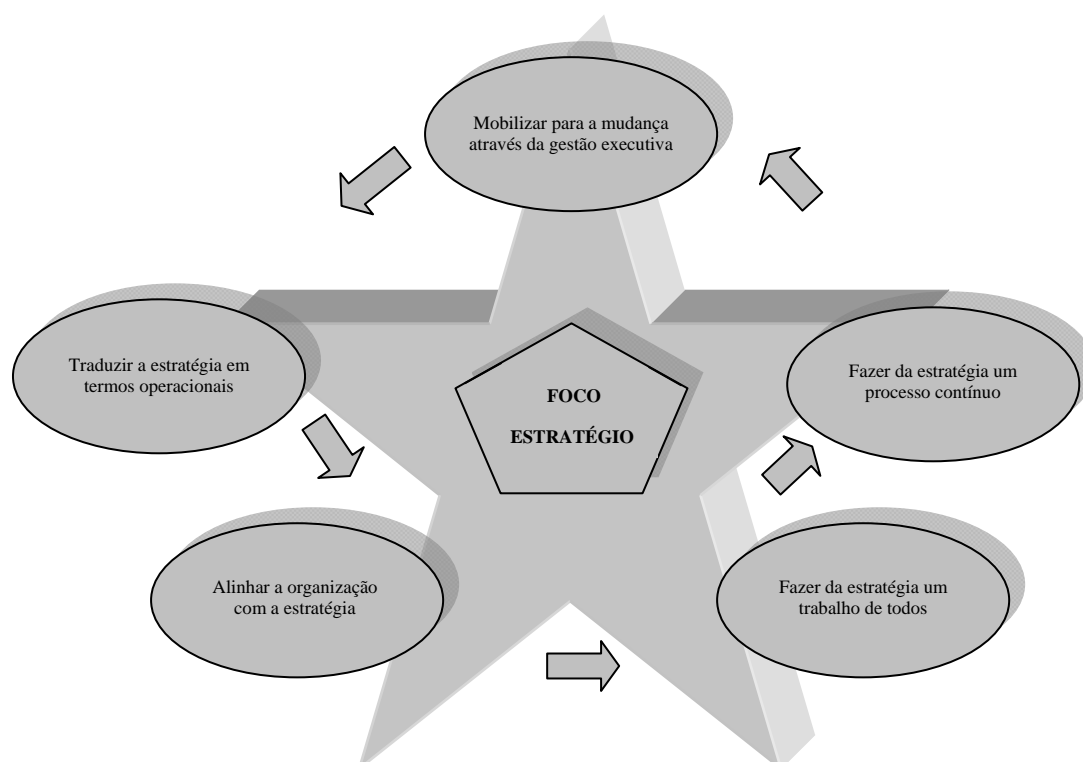 Mobilizar para a mudança
através da gestão executiva
Traduzir a estratégia em
termos operacionais
Fazer da estratégia um
processo contínuo
FOCO
ESTRATÉGIO
Alinhar a organização
com a estratégia
Fazer da estratégia um
trabalho de todos